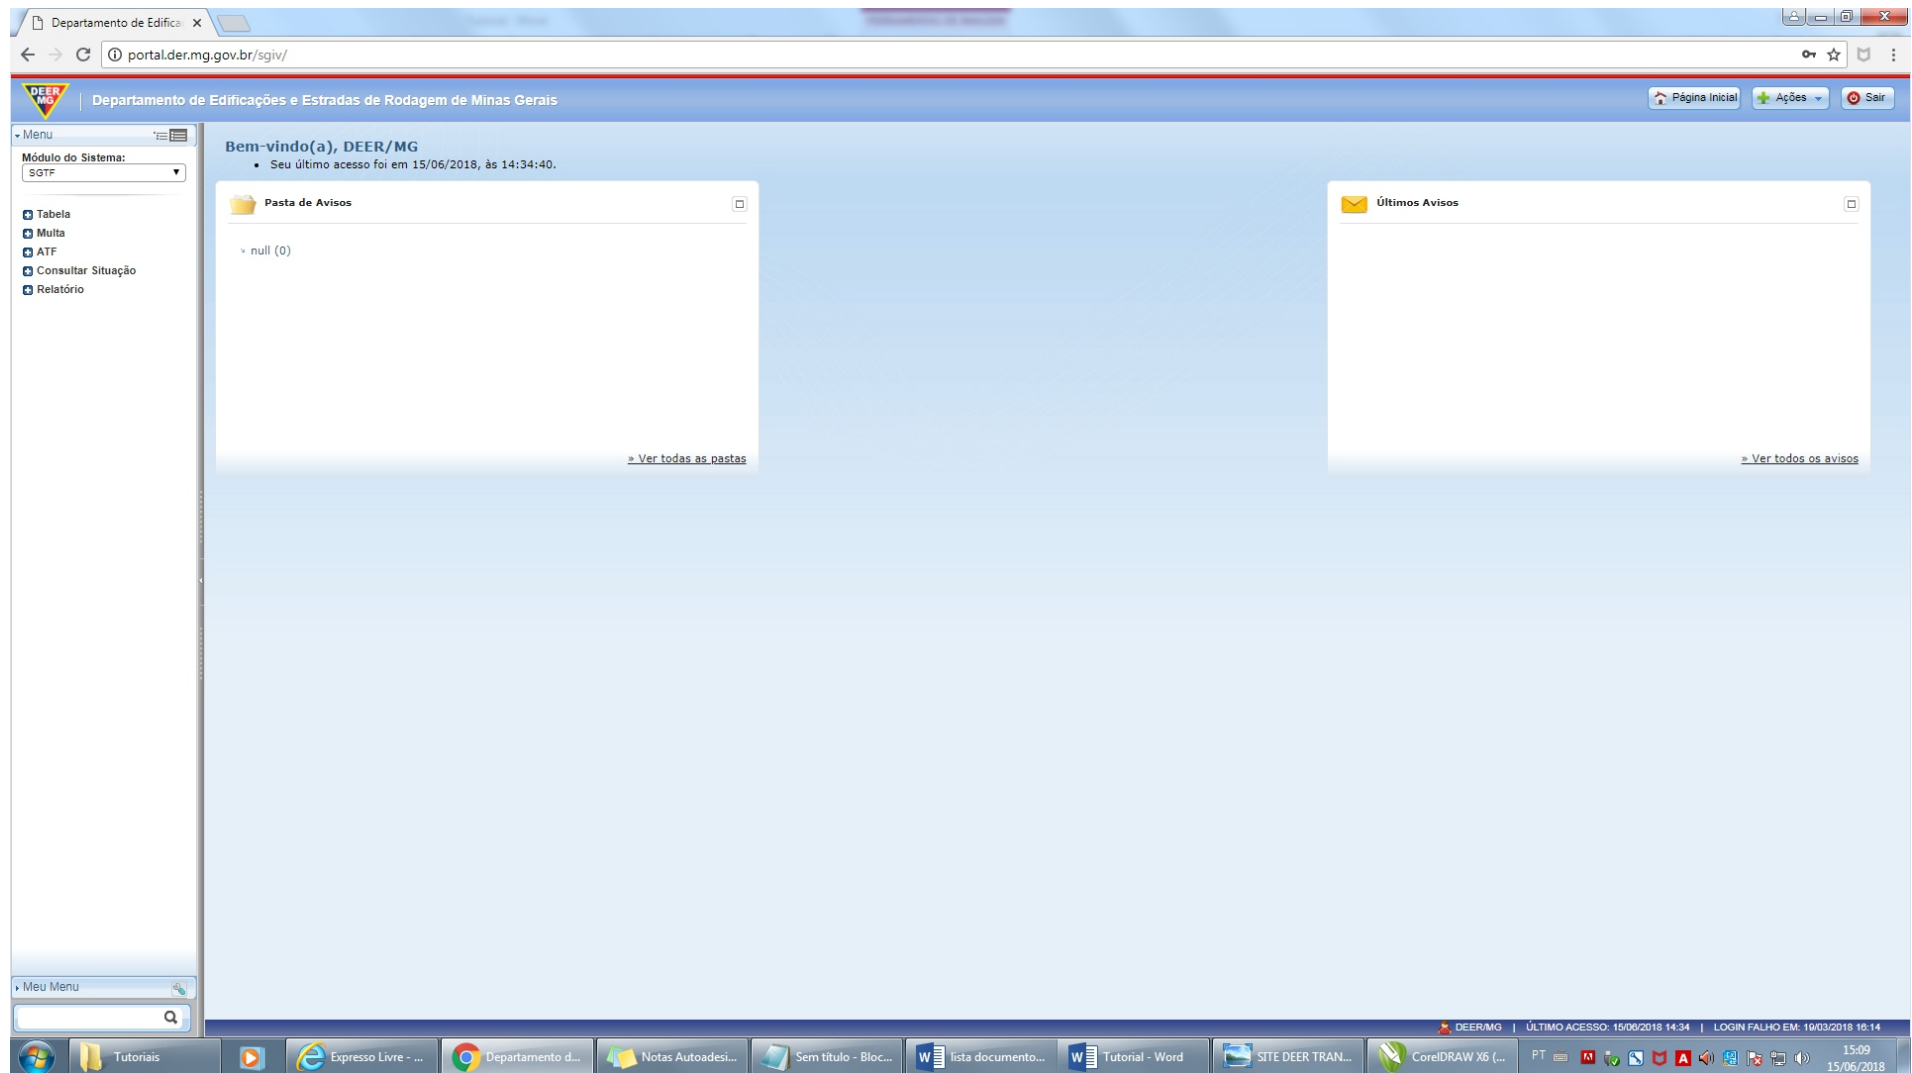 Departamento de Edifica
portal.der.mg.gov.br/sgiv/
DEER
MG
Departamento de Edificações e Estradas de Rodagem de Minas Gerais
Página Inicial
Ações
Sair
Menu
Módulo do Sistema:
SGTF
Tabela
Multa
ATF
Consultar Situação
Relatório
Bem-vindo(a), DEER/MG
Seu último acesso foi em 15/06/2018, às 14:34:40.
Pasta de Avisos
null (0)
» Ver todas as pastas
Últimos Avisos
» Ver todos os avisos
Meu Menu
DEER/MG | ÚLTIMO ACESSO: 15/06/2018 14:34 | LOGIN FALHO EM: 19/03/2018 16:14
Tutoriais
Expresso Livre - ...
Departamento d...
Notas Autoadesi...
Sem título - Bloc...
lista documento...
Tutorial - Word
SITE DEER TRAN...
CorelDRAW X6 (...
PT
15:09
15/06/2018